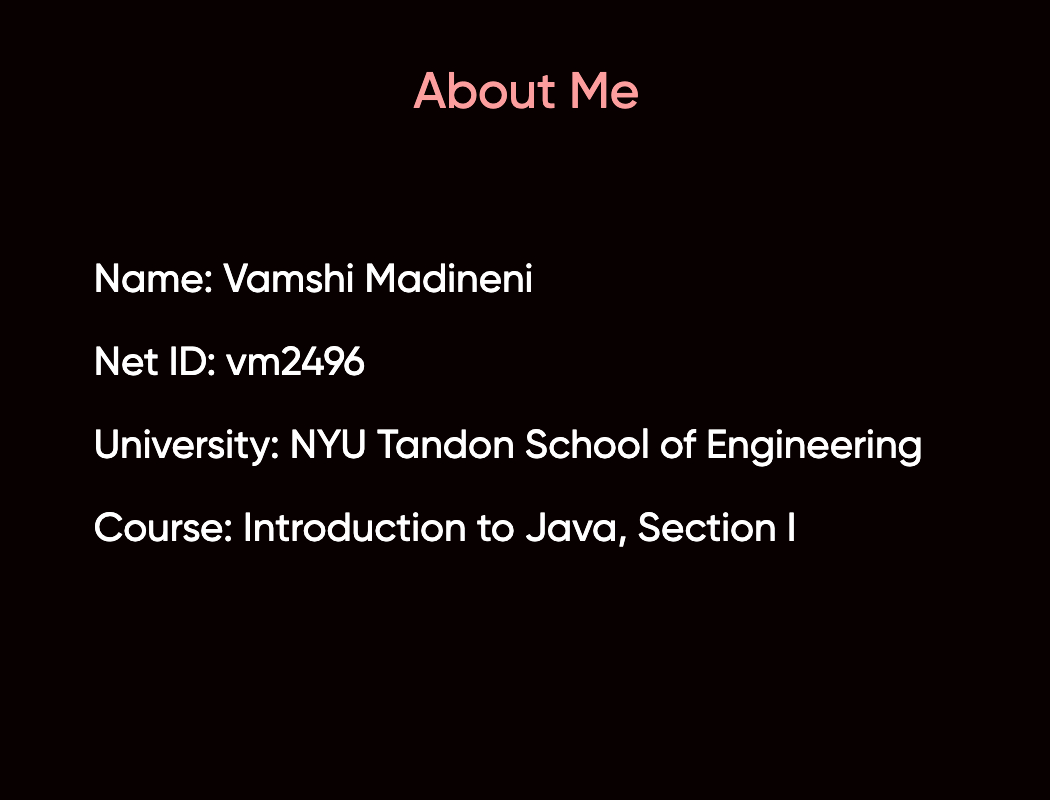 About Me
Name: Vamshi Madineni
Net ID: vm2496
University: NYU Tandon School of Engineering
Course: Introduction to Java, Section I